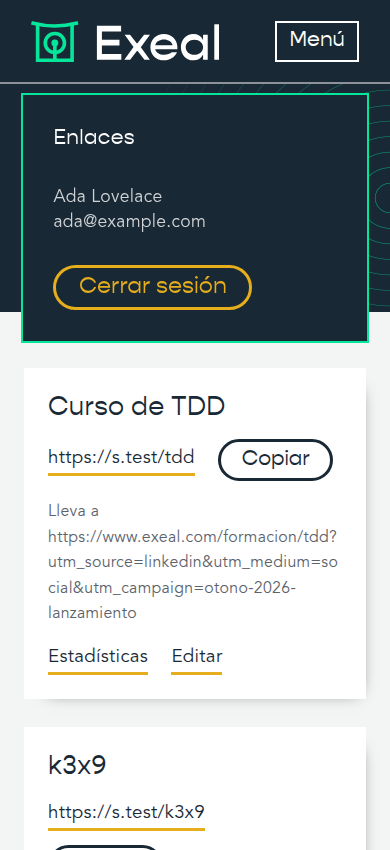 Exeal
Menú
Enlaces
Ada Lovelace
ada@example.com
Cerrar sesión
Curso de TDD
https://s.test/tdd
Copiar
Lleva a
https://www.exeal.com/formacion/tdd?
utm_source=linkedin&utm_medium=so
cial&utm_campaign=otono-2026-
lanzamiento
Estadísticas
Editar
k3x9
https://s.test/k3x9